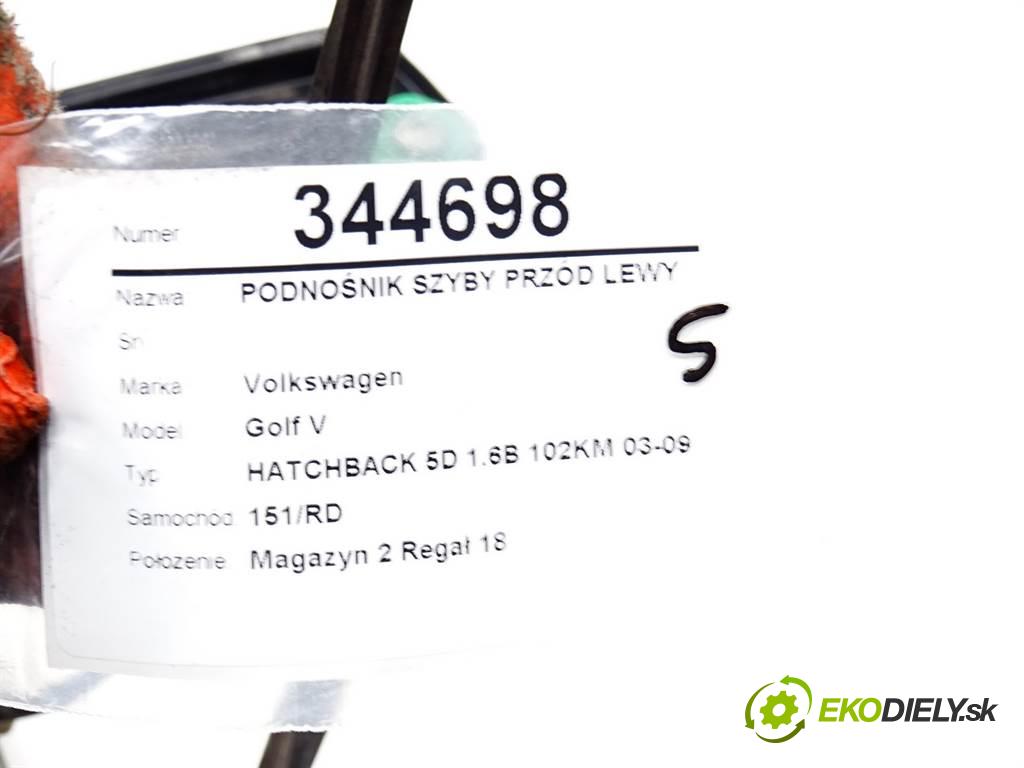 Numer 344698
Nazwa PODNOŚNIK SZYBY PRZÓD LEWY
Sn
S
Marka Volkswagen
Model Golf V
Typ HATCHBACK 5D 1.6B 102KM 03-09
Samochód 151/RD
Położenie Magazyn 2 Regał 18
EKODIELY.sk